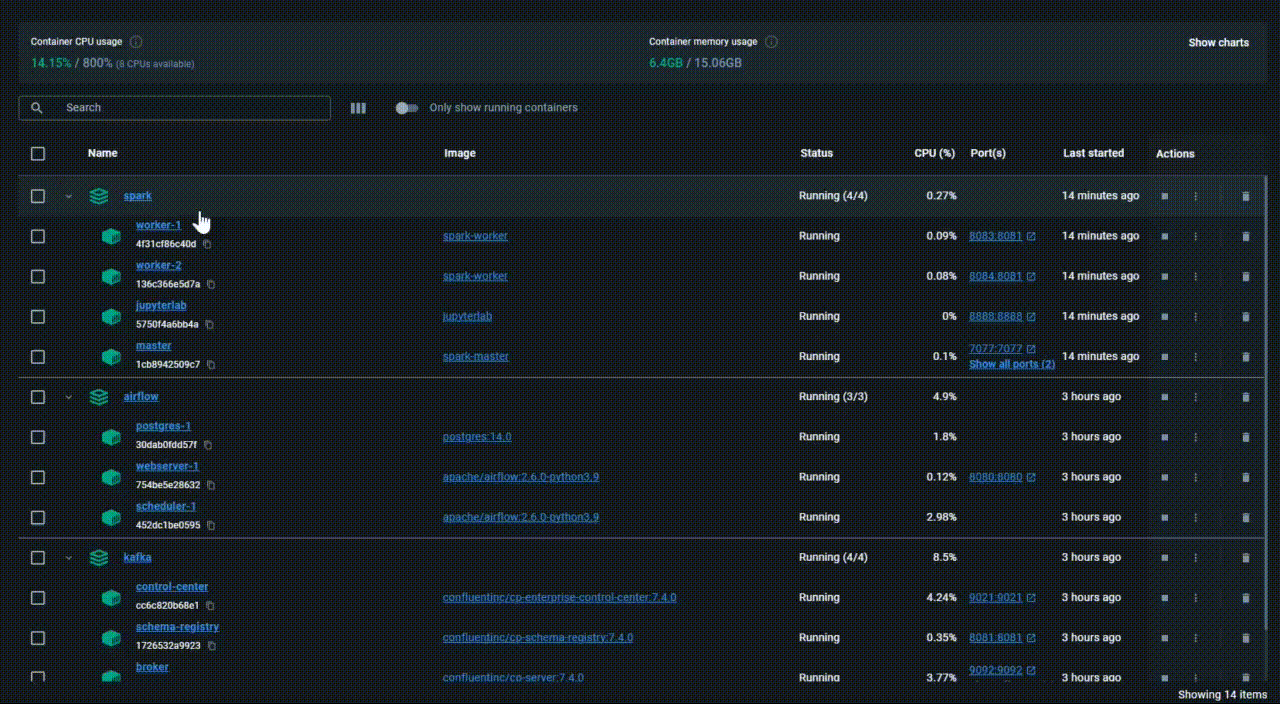 Container CPU usage
14.15% / 800% (8 CPUs available)
Container memory usage
6.4GB / 15.06GB
Show charts
Search
Only show running containers
Name Image Status CPU (%) Port(s) Last started Actions
spark Running (4/4) 0.27% 14 minutes ago
worker-1
4f31cf86c40d
spark-worker Running 0.09% 8083:8081 14 minutes ago
worker-2
136c366e5d7a
spark-worker Running 0.08% 8084:8081 14 minutes ago
jupyterlab
5750f4a6bb4a
jupyterlab Running 0% 8888:8888 14 minutes ago
master
1cb8942509c7
spark-master Running 0.1% 7077:7077 14 minutes ago
Show all ports (2)
airflow Running (3/3) 4.9% 3 hours ago
postgres-1
30dab0fdd57f
postgres:14.0 Running 1.8% 3 hours ago
webserver-1
754be5e28632
apache/airflow:2.6.0-python3.9 Running 0.12% 8080:8080 3 hours ago
scheduler-1
452dc1be0595
apache/airflow:2.6.0-python3.9 Running 2.98% 3 hours ago
kafka Running (4/4) 8.5% 3 hours ago
control-center
cc6c820b68e1
confluentinc/cp-enterprise-control-center:7.4.0 Running 4.24% 9021:9021 3 hours ago
schema-registry
1726532a9923
confluentinc/cp-schema-registry:7.4.0 Running 0.35% 8081:8081 3 hours ago
broker
confluentinc/cp-server:7.4.0 Running 3.77% 9092:9092 3 hours ago
Showing 14 items